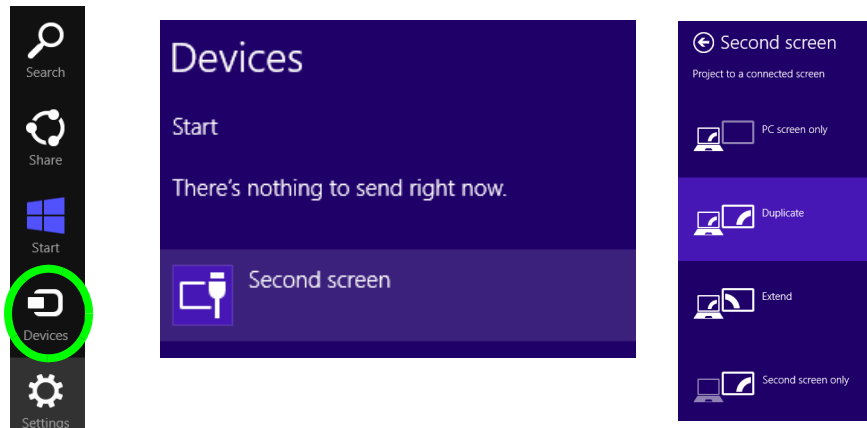 Search
Share
Start
Devices
Settings
Devices
Start
There's nothing to send right now.
Second screen
Second screen
Project to a connected screen
PC screen only
Duplicate
Extend
Second screen only